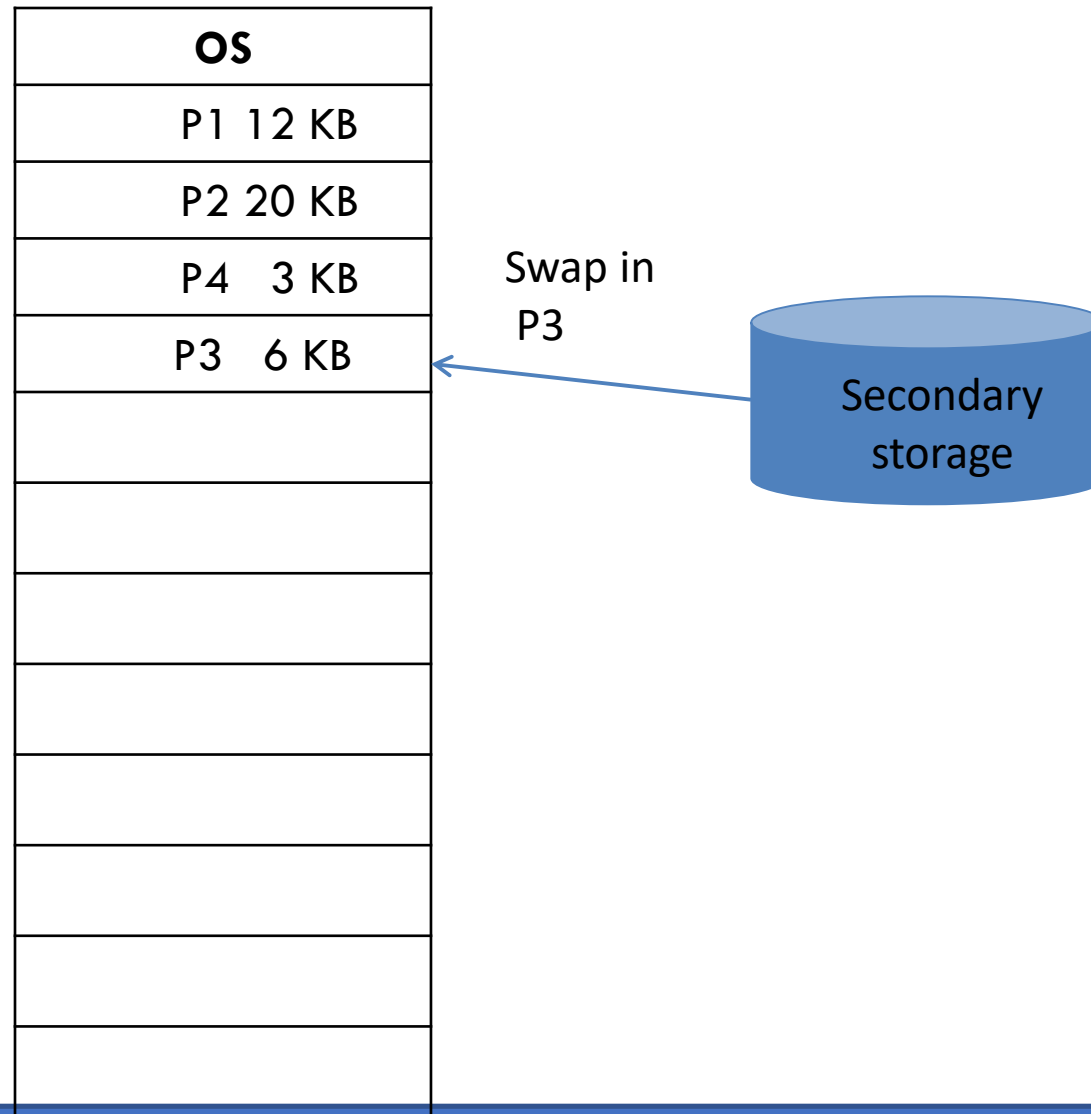 OS
P1 12 KB
P2 20 KB
P4 3 KB
P3 6 KB
Swap in
P3
Secondary
storage